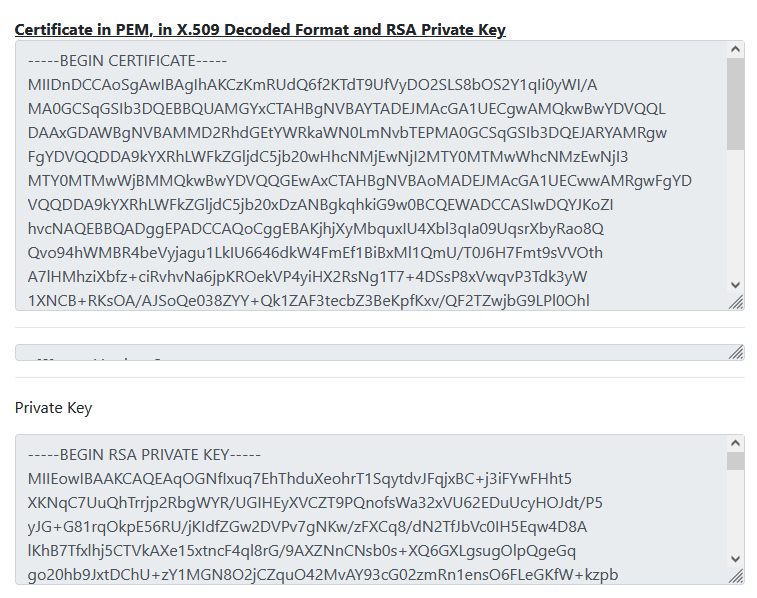 Certificate in PEM, in X.509 Decoded Format and RSA Private Key
-----BEGIN CERTIFICATE-----
MIIDnDCCAoSgAwIBAgIhAKCzKmRUdQ6f2KTdT9UfVyDO2SLS8bOS2Y1qIi0yWI/A
MA0GCSqGSIb3DQEBBQUAMGYxCTAHBgNVBAYTADEJMAcGA1UECgwAMQkwBwYDVQQL
DAAxGDAWBgNVBAMMD2RhdGEtYWRkaWN0LmNvbTEPMA0GCSqGSIb3DQEJARYAMRgw
FgYDVQQDDA9kYXRhLWFkZGljdC5jb20wHhcNMjEwNjI2MTY0MTMwWhcNMzEwNjI3
MTY0MTMwWjBMMQkwBwYDVQQGEwAxCTAHBgNVBAoMADEJMAcGA1UECwwAMRgwFgYD
VQQDDA9kYXRhLWFkZGljdC5jb20xDzANBgkqhkiG9w0BCQEWADCCASIwDQYJKoZI
hvcNAQEBBQADggEPADCCAQoCggEBAKjhjXyMbquxIU4Xbl3qIa09UqsrXbyRao8Q
Qvo94hWMBR4beVyjagu1LkIU6646dkW4FmEf1BiBxMl1QmU/T0J6H7Fmt9sVVOth
A7lHMhziXbfz+ciRvhvNa6jpKROekVP4yiHX2RsNg1T7+4DSsP8xVwqvP3Tdk3yW
1XNCB+RKsOA/AJSoQe038ZYY+Qk1ZAF3tecbZ3BeKpfKxv/QF2TZwjbG9LPl0Ohl
Private Key
-----BEGIN RSA PRIVATE KEY-----
MIIEowIBAAKCAQEAqOGNfIxuq7EhThduXeohrT1SqytdvJFqjxBC+j3iFYwFHht5
XKNqC7UuQhTrrjp2RbgWYR/UGIHEyXVCZT9PQnofsWa32xVU62EDuUcyHOJdt/P5
yJG+G81rqOkpE56RU/jKIdfZGw2DVPv7gNKw/zFXCq8/dN2TfJbVc0IH5Eqw4D8A
lKhB7Tfxlhj5CTVkAXe15xtncF4ql8rG/9AXZNnCNsb0s+XQ6GXLgsugOlpQgeGq
go20hb9JxtDChU+zY1MGN8O2jCZquO42MvAY93cG02zmRn1ensO6FLeGKfW+kzpb